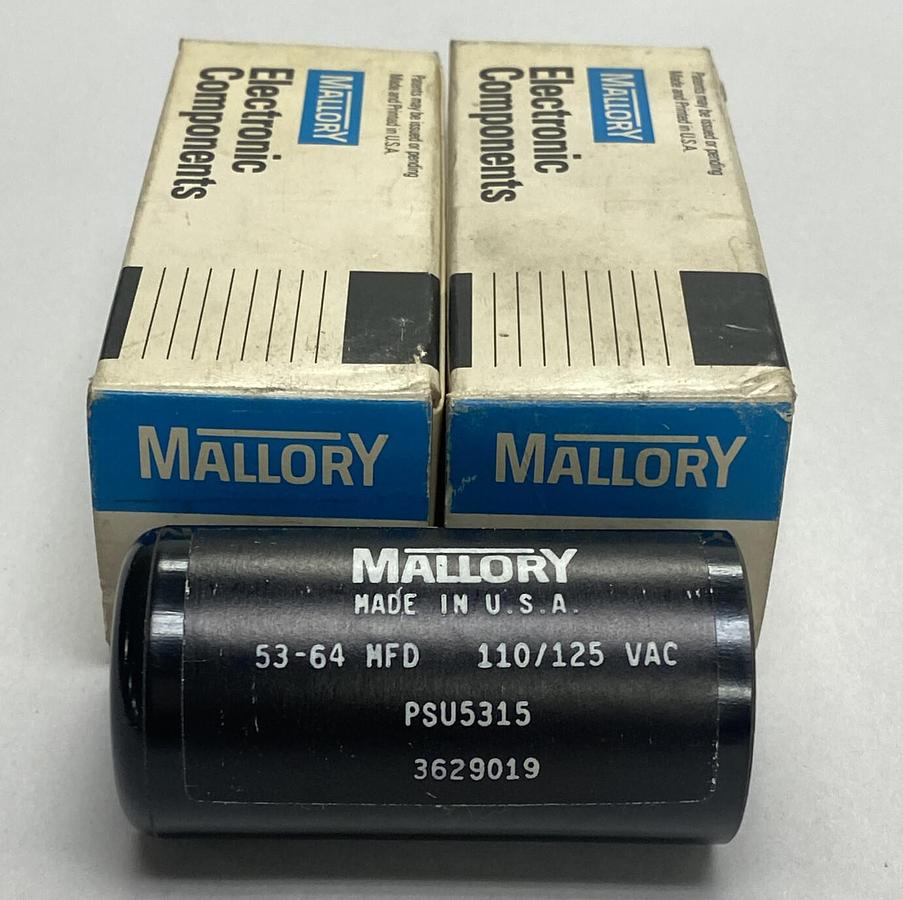 Patents may be issued or pending
Made and Printed in U.S.A.
MALLORY
Electronic
Components
Patents may be issued or pending
Made and Printed in U.S.A.
MALLORY
Electronic
Components
MALLORY
MALLORY
MALLORY
MADE IN U.S.A.
53-64 MFD 110/125 VAC
PSU5315
3629019